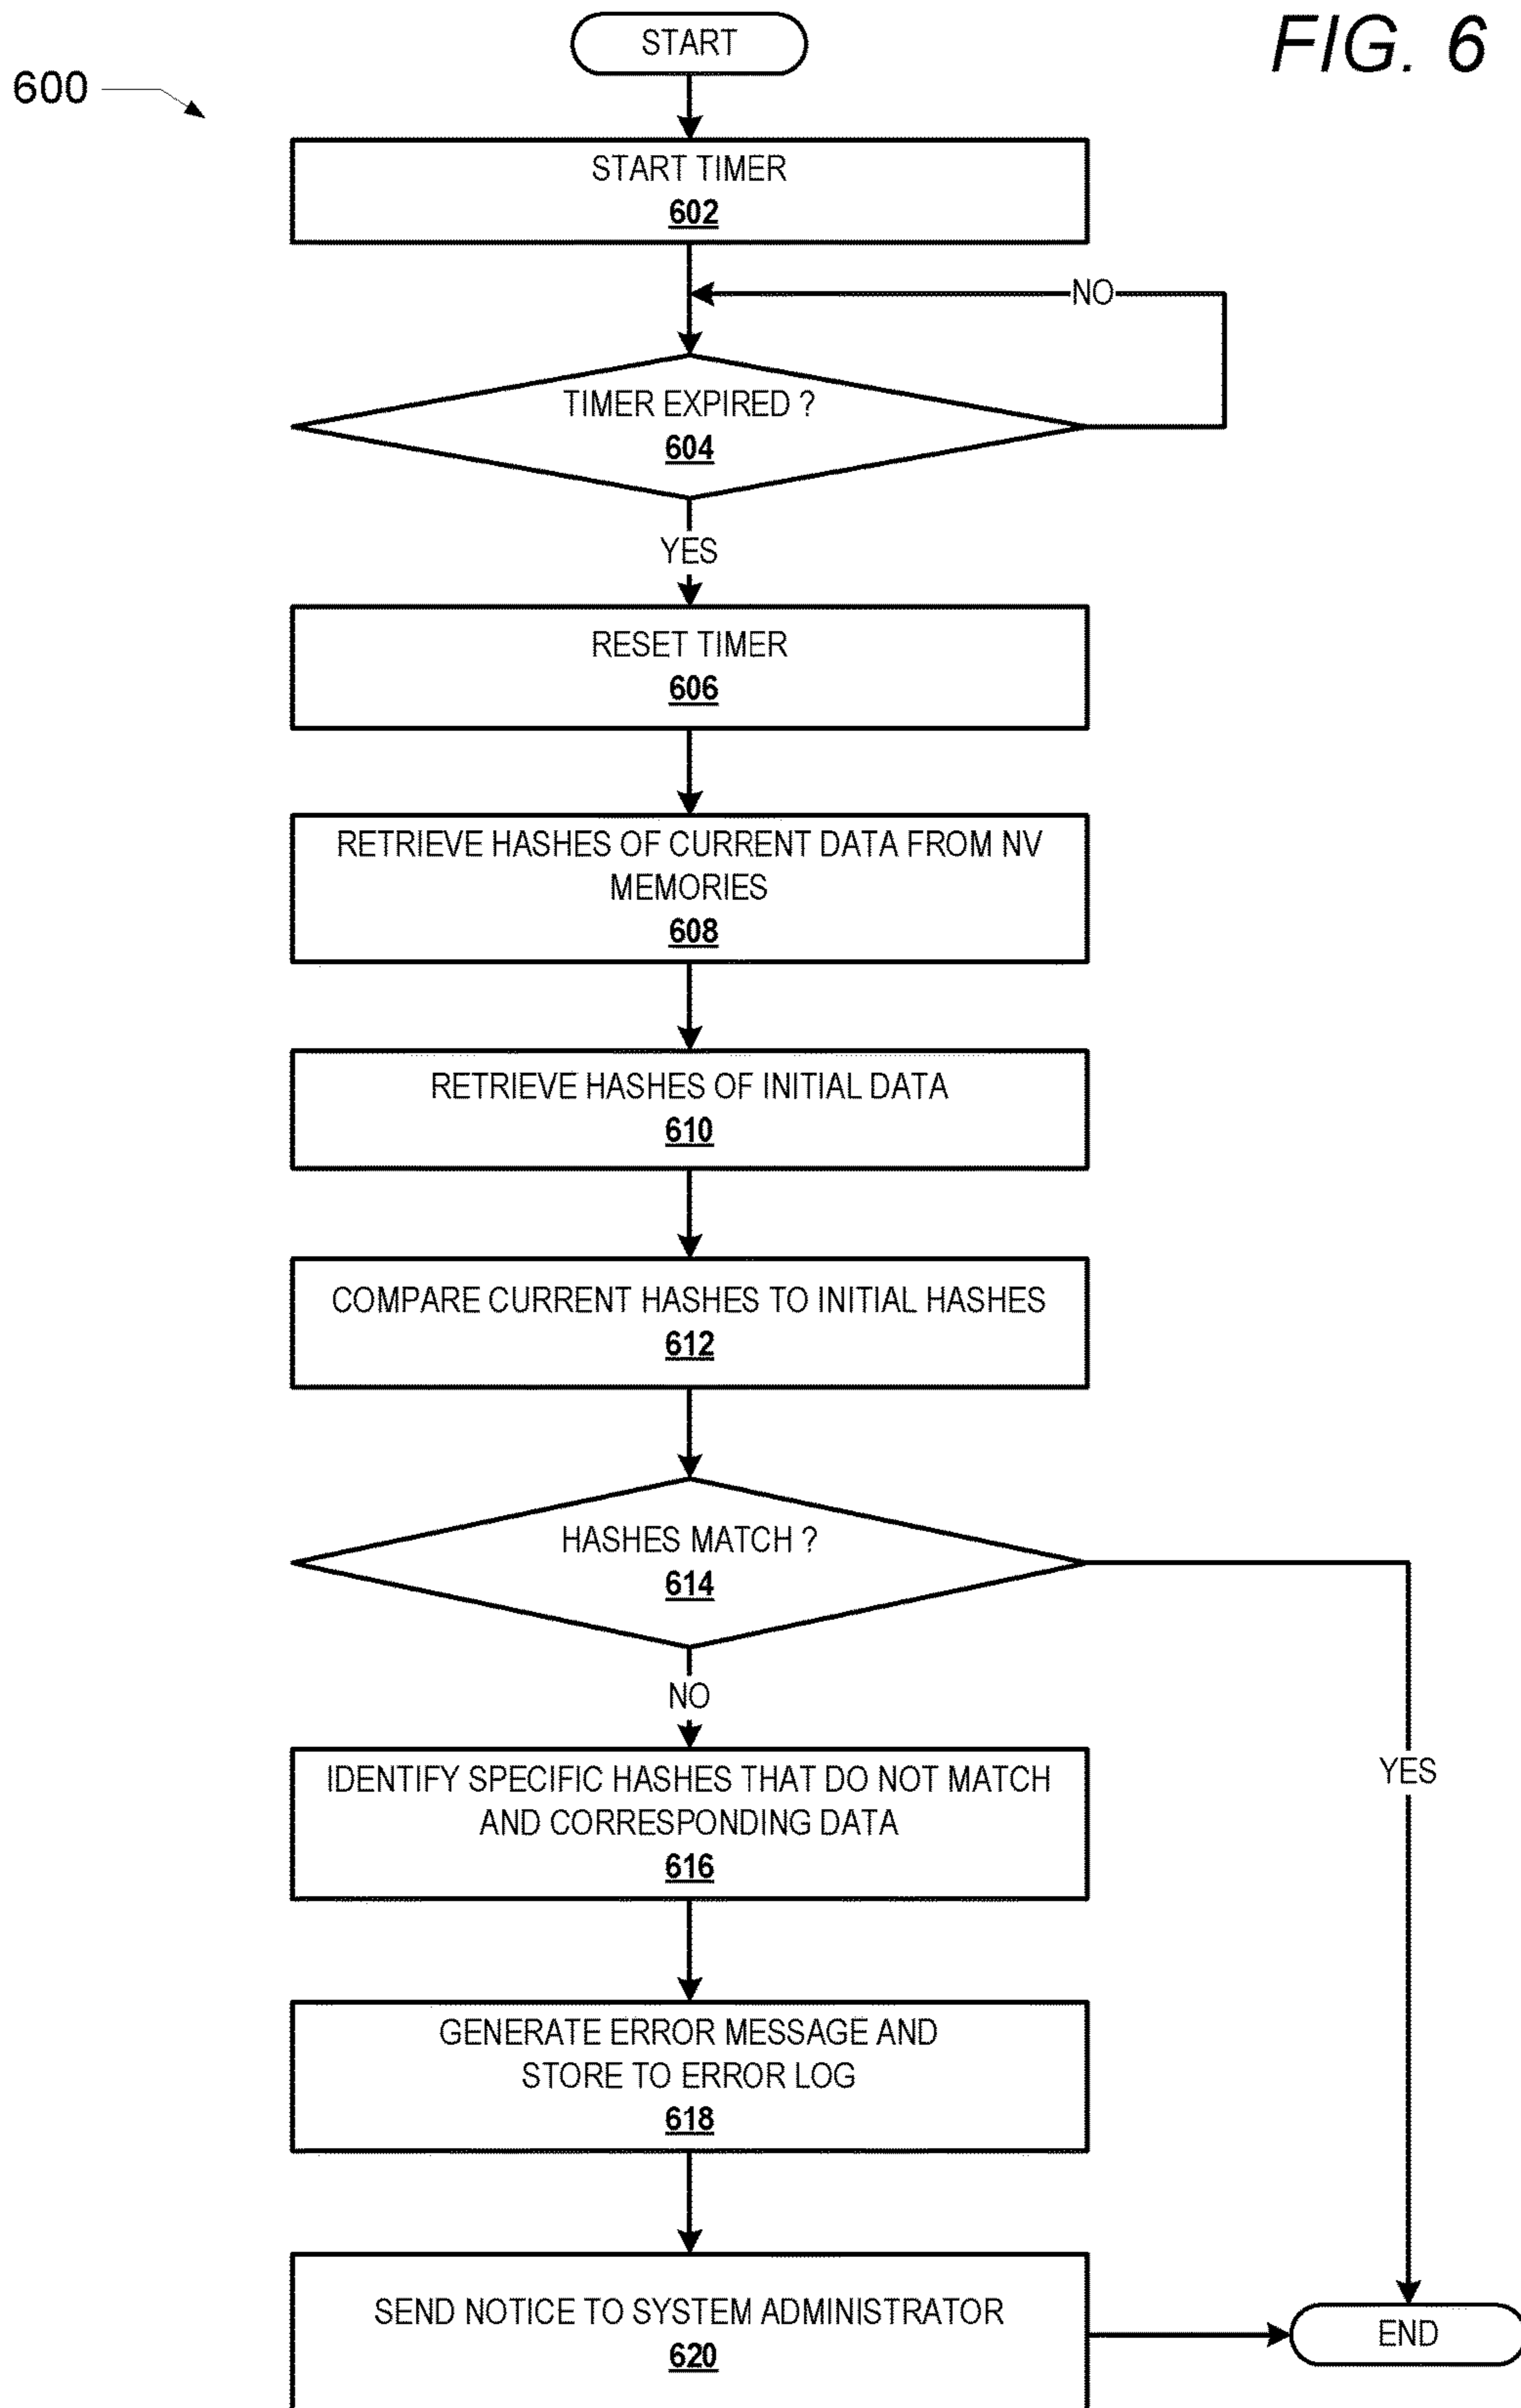 FIG. 6
600
START
START TIMER
602
NO
TIMER EXPIRED ?
604
YES
RESET TIMER
606
RETRIEVE HASHES OF CURRENT DATA FROM NV
MEMORIES
608
RETRIEVE HASHES OF INITIAL DATA
610
COMPARE CURRENT HASHES TO INITIAL HASHES
612
HASHES MATCH ?
614
NO
YES
IDENTIFY SPECIFIC HASHES THAT DO NOT MATCH
AND CORRESPONDING DATA
616
GENERATE ERROR MESSAGE AND
STORE TO ERROR LOG
618
SEND NOTICE TO SYSTEM ADMINISTRATOR
620
END